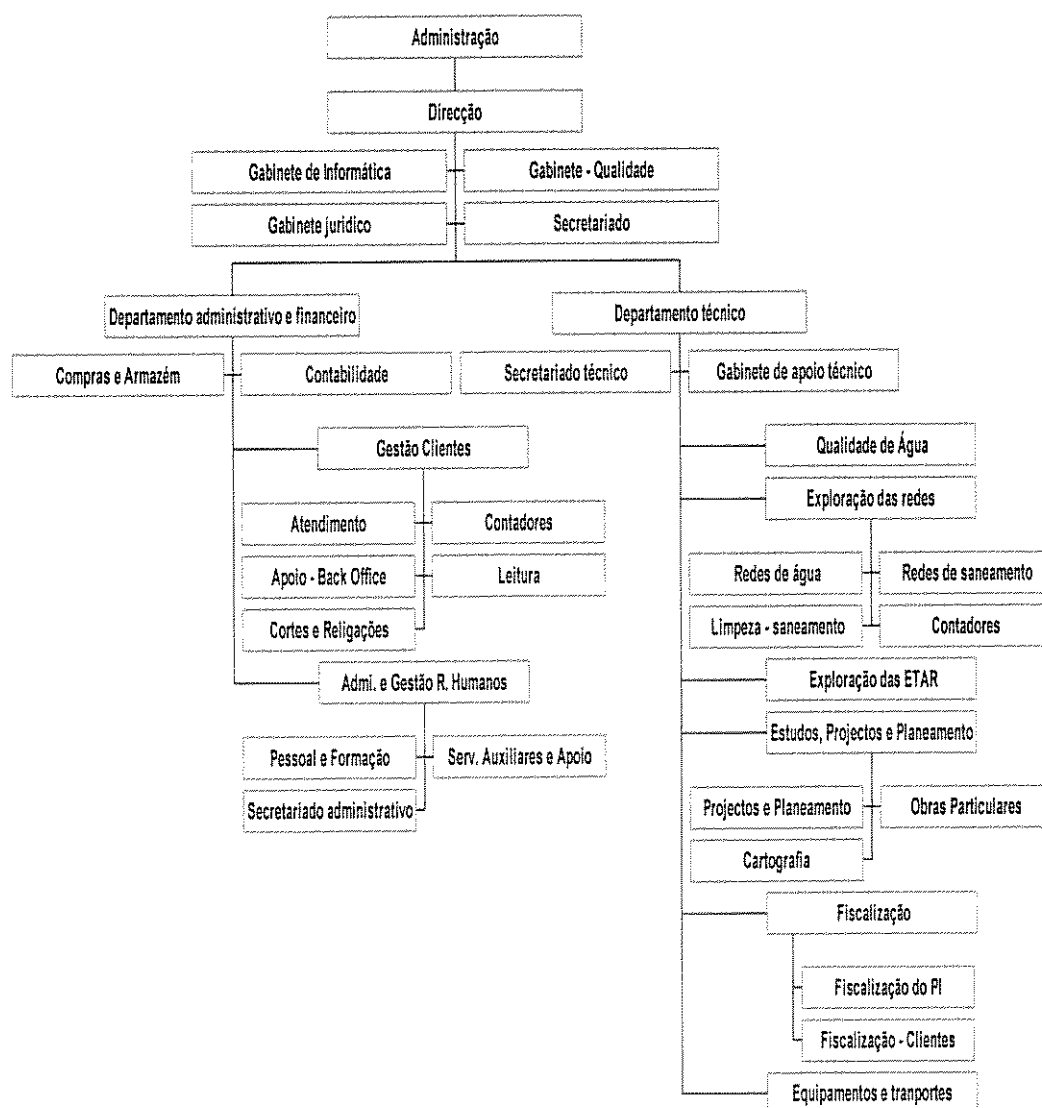 Administração
Direcção
Gabinete de Informática
Gabinete - Qualidade
Gabinete jurídico
Secretariado
Departamento administrativo e financeiro
Departamento técnico
Compras e Armazém
Contabilidade
Secretariado técnico
Gabinete de apoio técnico
Gestão Clientes
Atendimento
Contadores
Apoio - Back Office
Leitura
Cortes e Religações
Admi. e Gestão R. Humanos
Pessoal e Formação
Serv. Auxiliares e Apoio
Secretariado administrativo
Qualidade de Água
Exploração das redes
Redes de água
Redes de saneamento
Limpeza - saneamento
Contadores
Exploração das ETAR
Estudos, Projectos e Planeamento
Projectos e Planeamento
Obras Particulares
Cartografia
Fiscalização
Fiscalização do PI
Fiscalização - Clientes
Equipamentos e tranportes